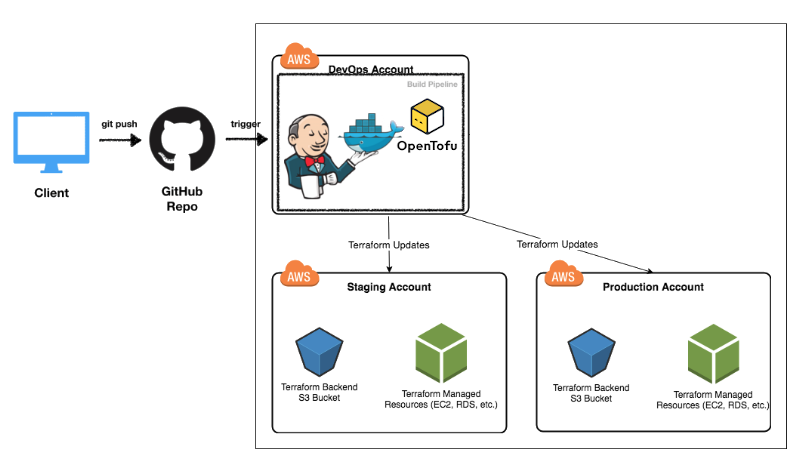 AWS
DevOps Account
Build Pipeline
git push
trigger
OpenTofu
Client
GitHub
Repo
Terraform Updates
Terraform Updates
AWS
Staging Account
AWS
Production Account
Terraform Backend
S3 Bucket
Terraform Managed
Resources (EC2, RDS, etc.)
Terraform Backend
S3 Bucket
Terraform Managed
Resources (EC2, RDS, etc.)